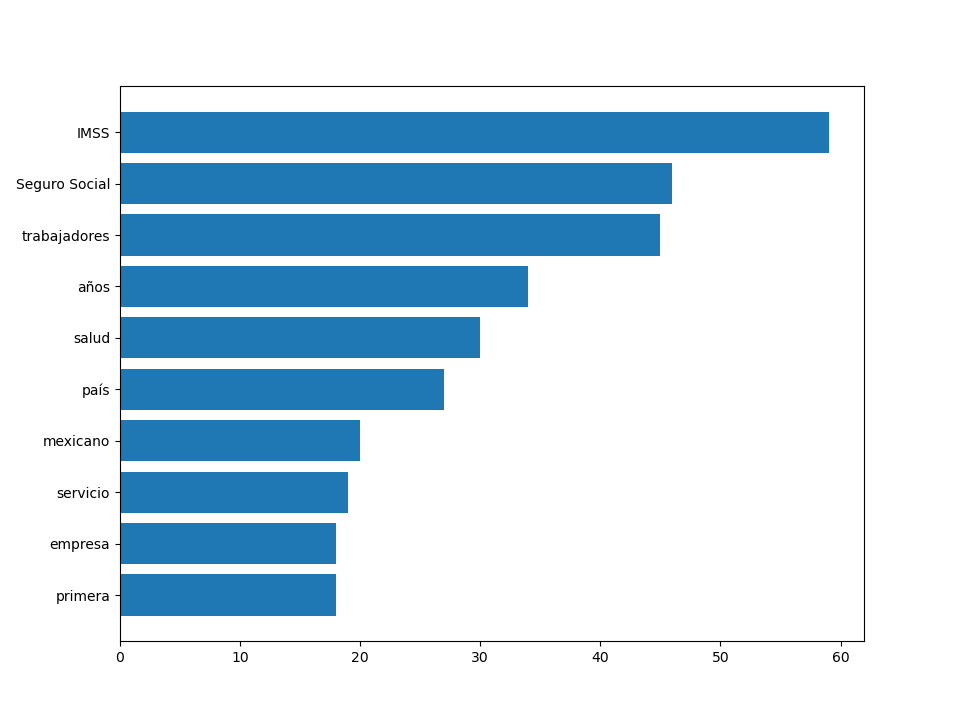 IMSS
Seguro Social
trabajadores
años
salud
país
mexicano
servicio
empresa
primera
0 10 20 30 40 50 60